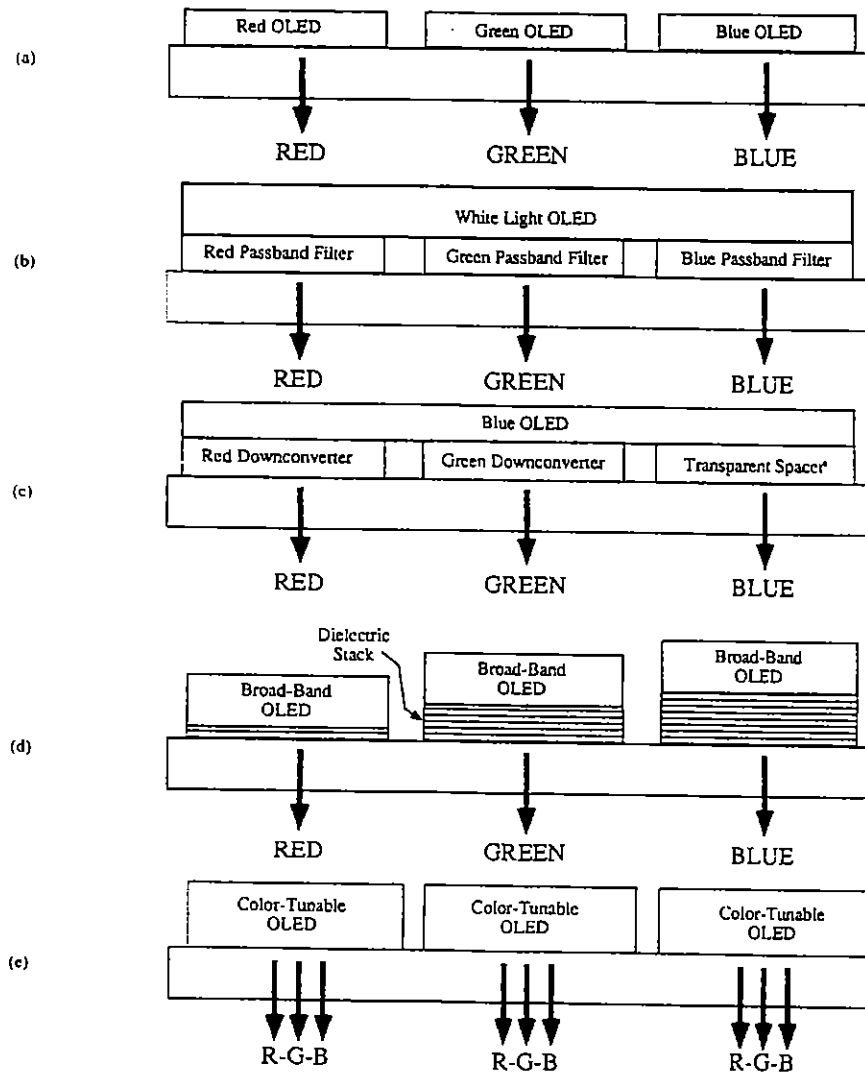 Red OLED Green OLED Blue OLED
(a)
RED GREEN BLUE
White Light OLED
(b) Red Passband Filter Green Passband Filter Blue Passband Filter
RED GREEN BLUE
Blue OLED
Red Downconverter Green Downconverter Transparent Spacer
(c)
RED GREEN BLUE
Dielectric
Stack
Broad-Band
OLED
Broad-Band
OLED
Broad-Band
OLED
(d)
RED GREEN BLUE
Color-Tunable
OLED
Color-Tunable
OLED
Color-Tunable
OLED
(e)
R-G-B R-G-B R-G-B